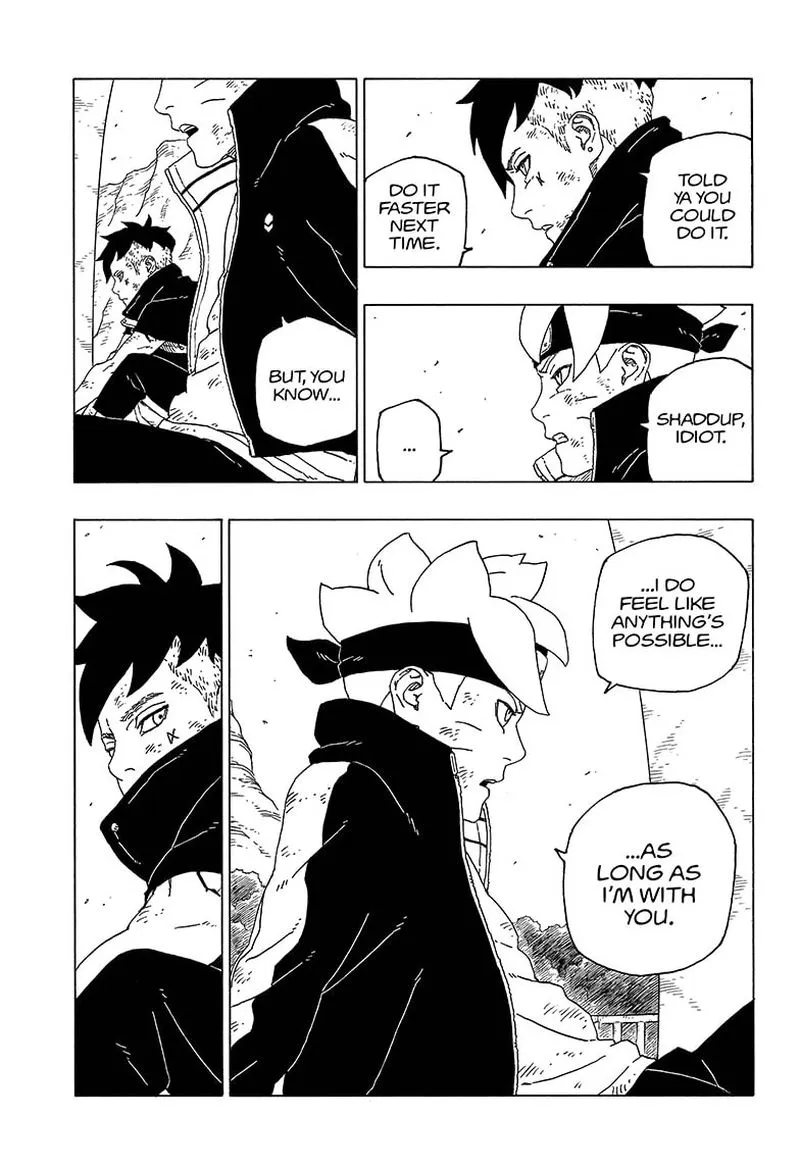 TOLD
YA YOU
COULD
DO IT.
DO IT
FASTER
NEXT
TIME.
SHADDUP,
IDIOT.
...
BUT, YOU
KNOW...
...I DO
FEEL LIKE
ANYTHING'S
POSSIBLE...
...AS
LONG AS
I'M WITH
YOU.